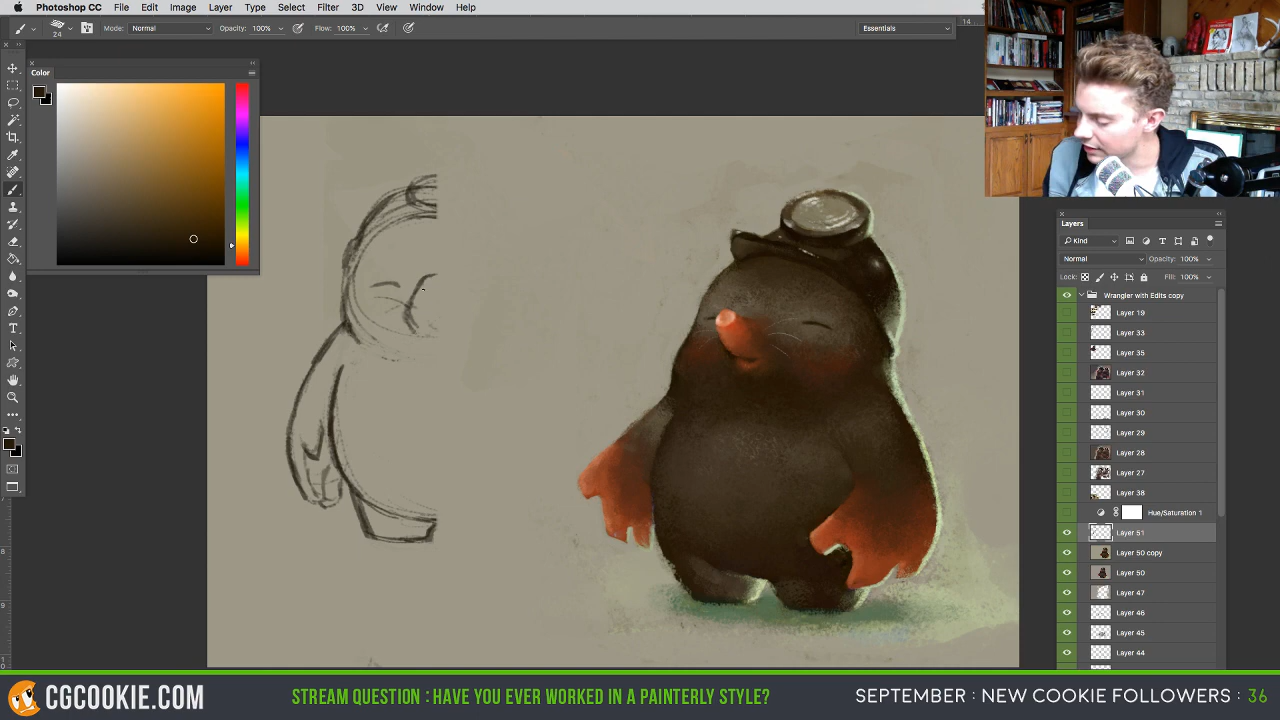 Photoshop CC File Edit Image Layer Type Select Filter 3D View Window Help
24 Mode: Normal Opacity: 100% Flow: 100% Essentials
14
Color
Layers
Kind
Normal Opacity: 100%
Lock: Fill: 100%
Wrangler with Edits copy
Layer 19
Layer 33
Layer 35
Layer 32
Layer 31
Layer 30
Layer 29
Layer 28
Layer 27
Layer 38
Hue/Saturation 1
Layer 51
Layer 50 copy
Layer 50
Layer 47
Layer 46
Layer 45
Layer 44
8
9
CGCOOKIE.COM STREAM QUESTION : HAVE YOU EVER WORKED IN A PAINTERLY STYLE? SEPTEMBER : NEW COOKIE FOLLOWERS : 36